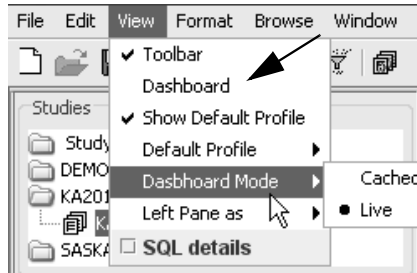 File Edit View Format Browse Window
Toolbar
Dashboard
Studies
Show Default Profile
Study
Default Profile
DEMO
Dasbhoard Mode
Cached
KA201
Left Pane as
Live
SASKA
SQL details